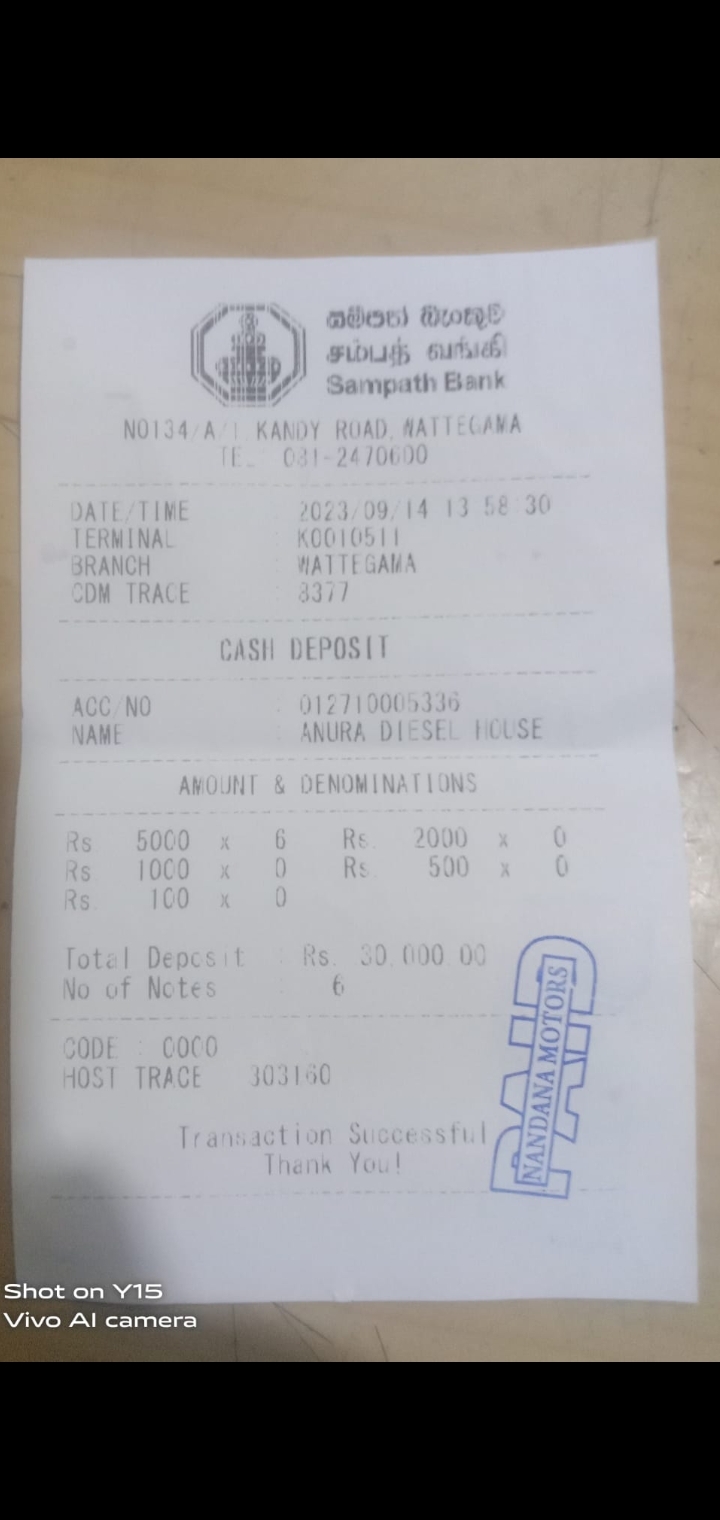 සම්පත් බැංකුව
சம்பத் வங்கி
Sampath Bank
NO134/A/1 KANDY ROAD, WATTEGAMA
TEL 081-2470600
DATE/TIME : 2023/09/14 13:58:30
TERMINAL : K0010511
BRANCH : WATTEGAMA
CDM TRACE : 8377
CASH DEPOSIT
ACC/NO : 012710005336
NAME : ANURA DIESEL HOUSE
AMOUNT & DENOMINATIONS
Rs 5000 x 6 Rs. 2000 x 0
Rs 1000 x 0 Rs 500 x 0
Rs. 100 x 0
Total Deposit : Rs. 30,000.00
No of Notes : 6
CODE : 0000
HOST TRACE 303160
Transaction Successful
Thank You!
PAID
NANDANA MOTORS
Shot on Y15
Vivo AI camera